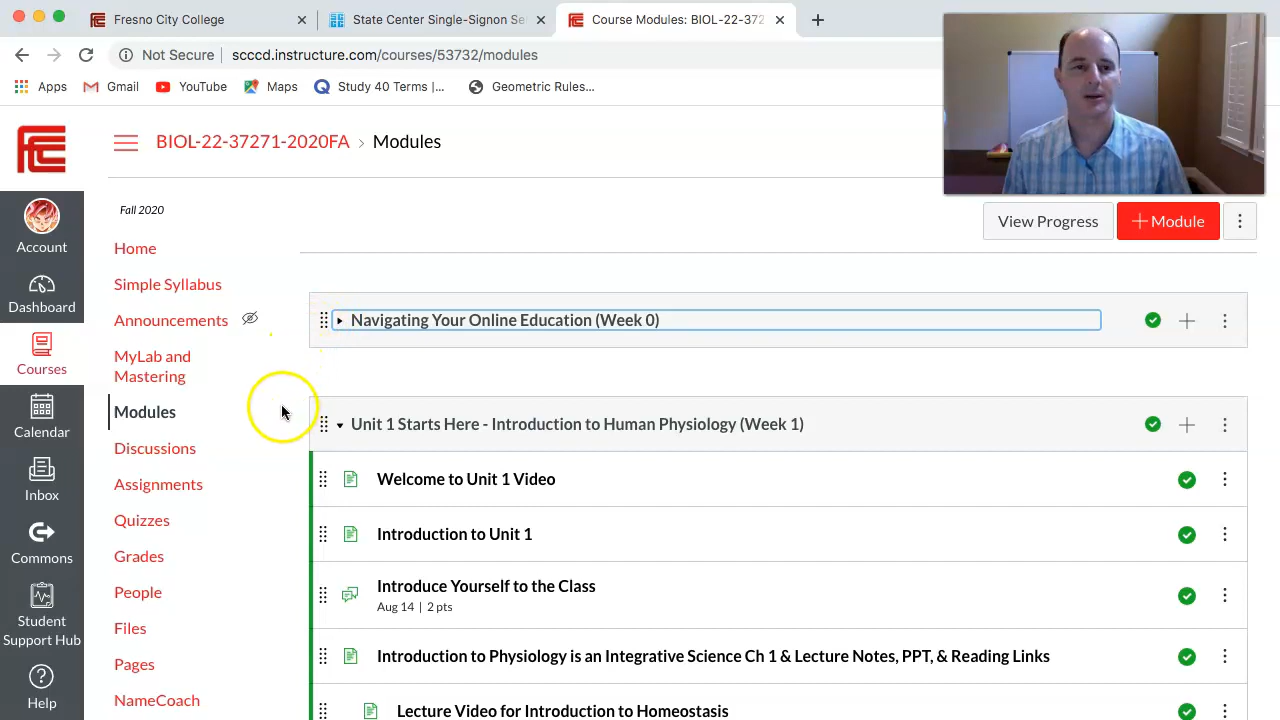 Fresno City College
State Center Single-Signon Se
Course Modules: BIOL-22-372
Not Secure
scccd.instructure.com/courses/53732/modules
Apps
Gmail
YouTube
Maps
Study 40 Terms |...
Geometric Rules...
BIOL-22-37271-2020FA › Modules
Fall 2020
View Progress
+ Module
Account
Dashboard
Courses
Calendar
Inbox
Commons
Student
Support Hub
Help
Home
Simple Syllabus
Announcements
MyLab and
Mastering
Modules
Discussions
Assignments
Quizzes
Grades
People
Files
Pages
NameCoach
Navigating Your Online Education (Week 0)
Unit 1 Starts Here - Introduction to Human Physiology (Week 1)
Welcome to Unit 1 Video
Introduction to Unit 1
Introduce Yourself to the Class
Aug 14 | 2 pts
Introduction to Physiology is an Integrative Science Ch 1 & Lecture Notes, PPT, & Reading Links
Lecture Video for Introduction to Homeostasis